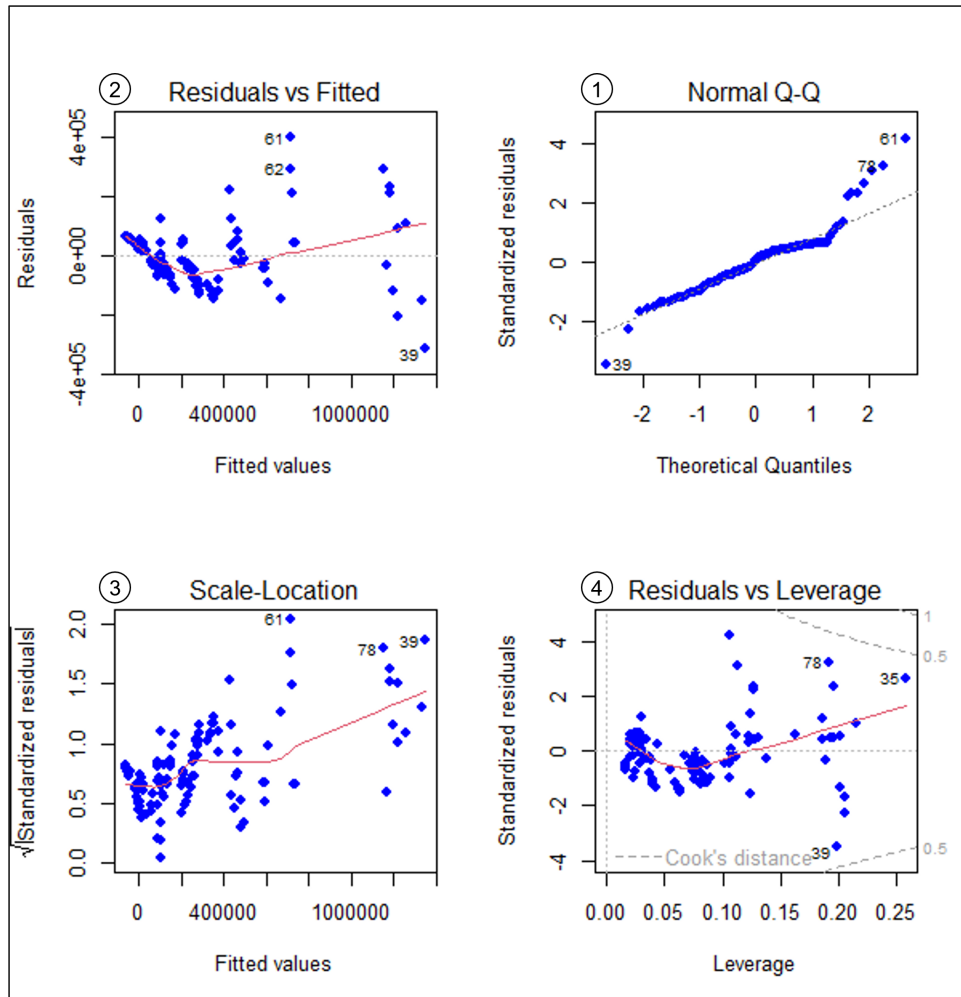 ② Residuals vs Fitted
Residuals
4e+05
0e+00
-4e+05
61
62
39
0 400000 1000000
Fitted values
① Normal Q-Q
Standardized residuals
4
2
0
-2
61
78
39
-2 -1 0 1 2
Theoretical Quantiles
③ Scale-Location
√|Standardized residuals|
2.0
1.5
1.0
0.5
0.0
61
78
39
0 400000 1000000
Fitted values
④ Residuals vs Leverage
Standardized residuals
4
2
0
-2
-4
1
0.5
78
35
39
0.5
Cook's distance
0.00 0.05 0.10 0.15 0.20 0.25
Leverage